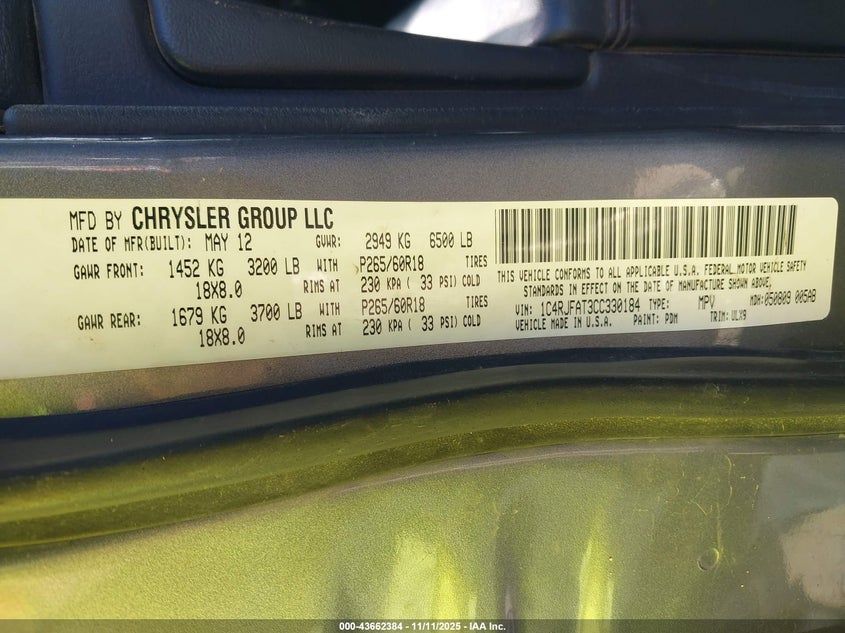 MFD BY CHRYSLER GROUP LLC
DATE OF MFR(BUILT): MAY 12 GVWR: 2949 KG 6500 LB
GAWR FRONT: 1452 KG 3200 LB WITH P265/60R18 TIRES
18X8.0 RIMS AT 230 KPA ( 33 PSI) COLD
GAWR REAR: 1679 KG 3700 LB WITH P265/60R18 TIRES
18X8.0 RIMS AT 230 KPA ( 33 PSI) COLD
THIS VEHICLE CONFORMS TO ALL APPLICABLE U.S.A. FEDERAL MOTOR VEHICLE SAFETY
STANDARDS IN EFFECT ON THE DATE OF MANUFACTURE SHOWN ABOVE.
VIN: 1C4RJFAT3CC330184 TYPE: MPV MDH:050809 005AB
VEHICLE MADE IN U.S.A. PAINT: PDM TRIM: ULX9
000-43662384 - 11/11/2025 - IAA Inc.